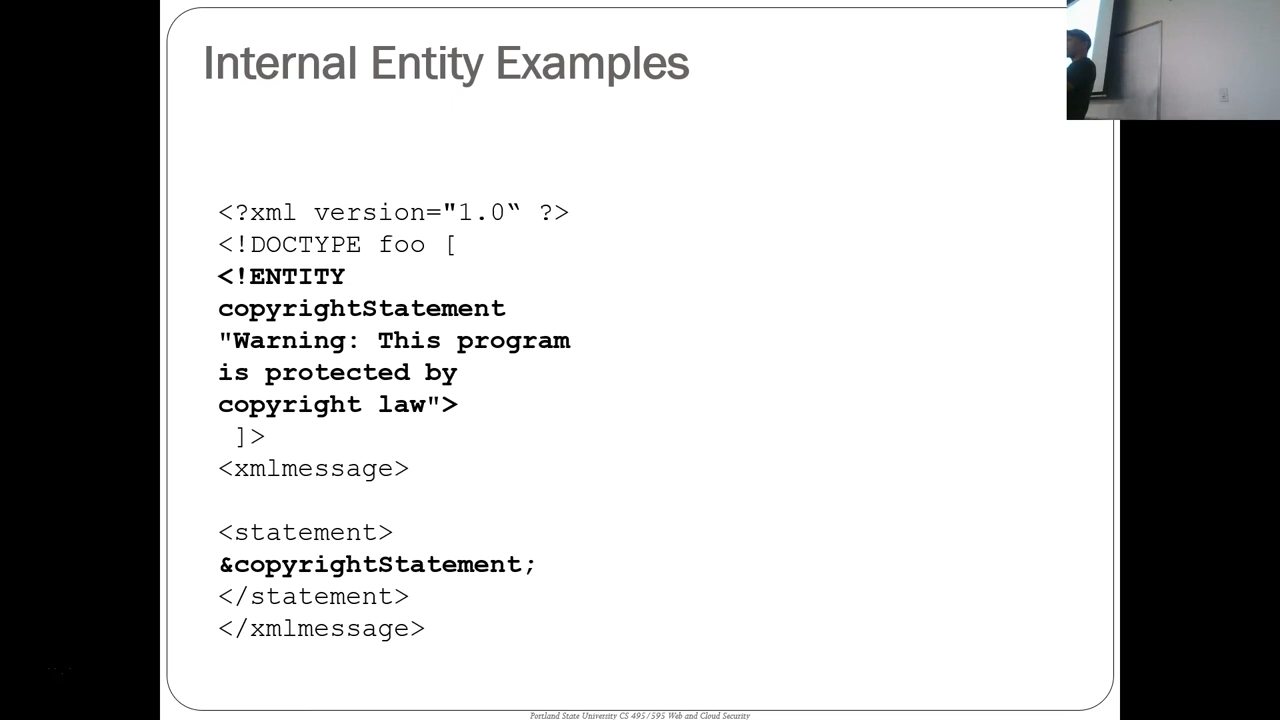 Internal Entity Examples
<?xml version="1.0“ ?>
<!DOCTYPE foo [
<!ENTITY
copyrightStatement
"Warning: This program
is protected by
copyright law">
]>
<xmlmessage>
<statement>
&copyrightStatement;
</statement>
</xmlmessage>
Portland State University CS 495/595 Web and Cloud Security